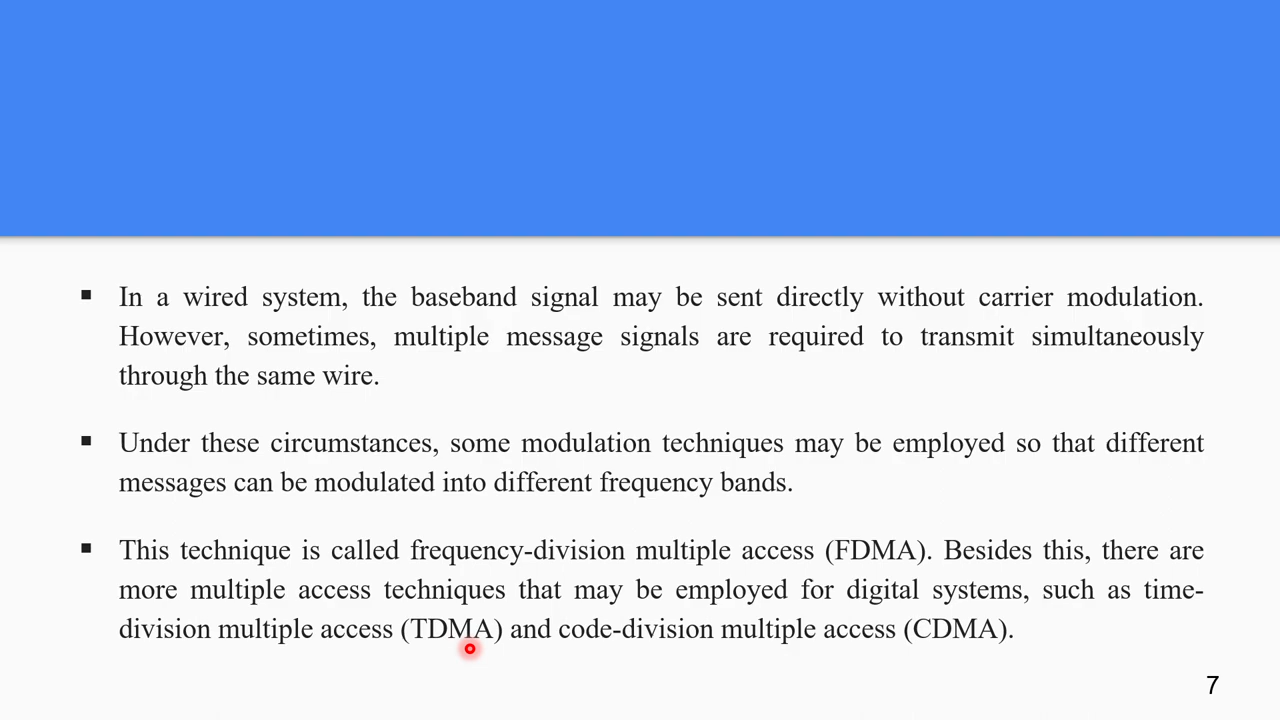 ▪ In a wired system, the baseband signal may be sent directly without carrier modulation.
However, sometimes, multiple message signals are required to transmit simultaneously
through the same wire.
▪ Under these circumstances, some modulation techniques may be employed so that different
messages can be modulated into different frequency bands.
▪ This technique is called frequency-division multiple access (FDMA). Besides this, there are
more multiple access techniques that may be employed for digital systems, such as time-
division multiple access (TDMA) and code-division multiple access (CDMA).
7